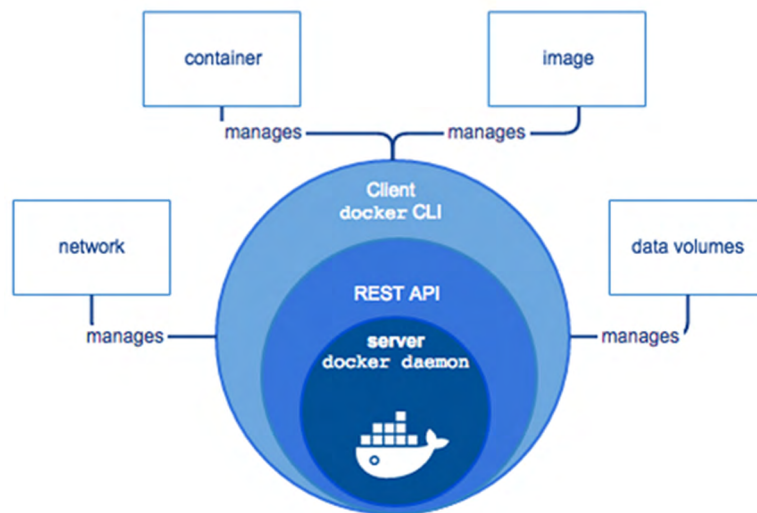 container
image
manages
manages
Client
docker CLI
network
data volumes
REST API
manages
server
manages
docker daemon